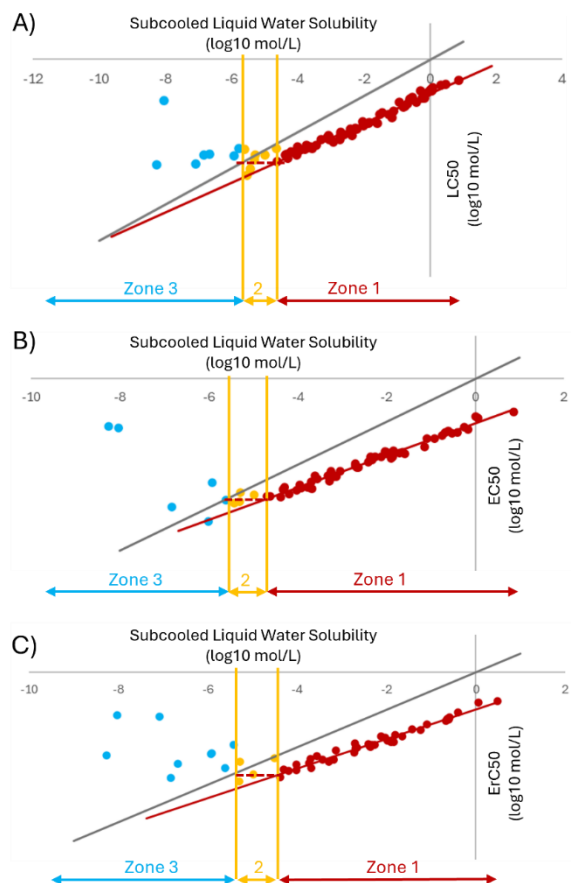 A)
Subcooled Liquid Water Solubility
(log10 mol/L)
-12 -10 -8 -6 -4 -2 0 2 4
LC50
(log10 mol/L)
Zone 3 2 Zone 1
B)
Subcooled Liquid Water Solubility
(log10 mol/L)
-10 -8 -6 -4 -2 0 2
EC50
(log10 mol/L)
Zone 3 2 Zone 1
C)
Subcooled Liquid Water Solubility
(log10 mol/L)
-10 -8 -6 -4 -2 0 2
ErC50
(log10 mol/L)
Zone 3 2 Zone 1